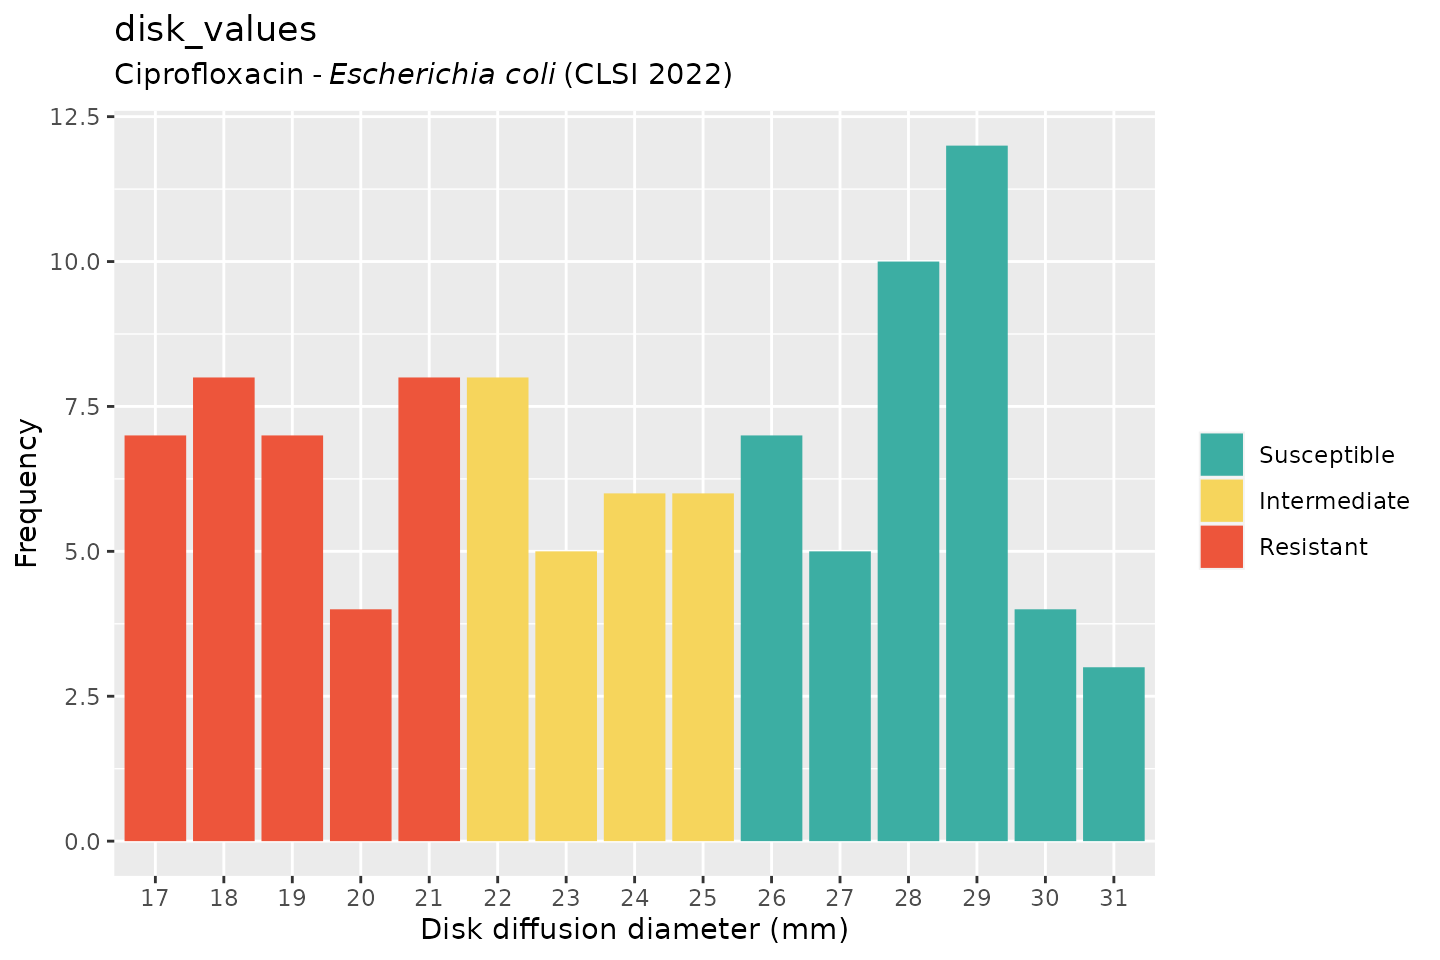 disk_values
Ciprofloxacin - Escherichia coli (CLSI 2022)
12.5
10.0
7.5
5.0
2.5
0.0
Frequency
17 18 19 20 21 22 23 24 25 26 27 28 29 30 31
Disk diffusion diameter (mm)
Susceptible
Intermediate
Resistant